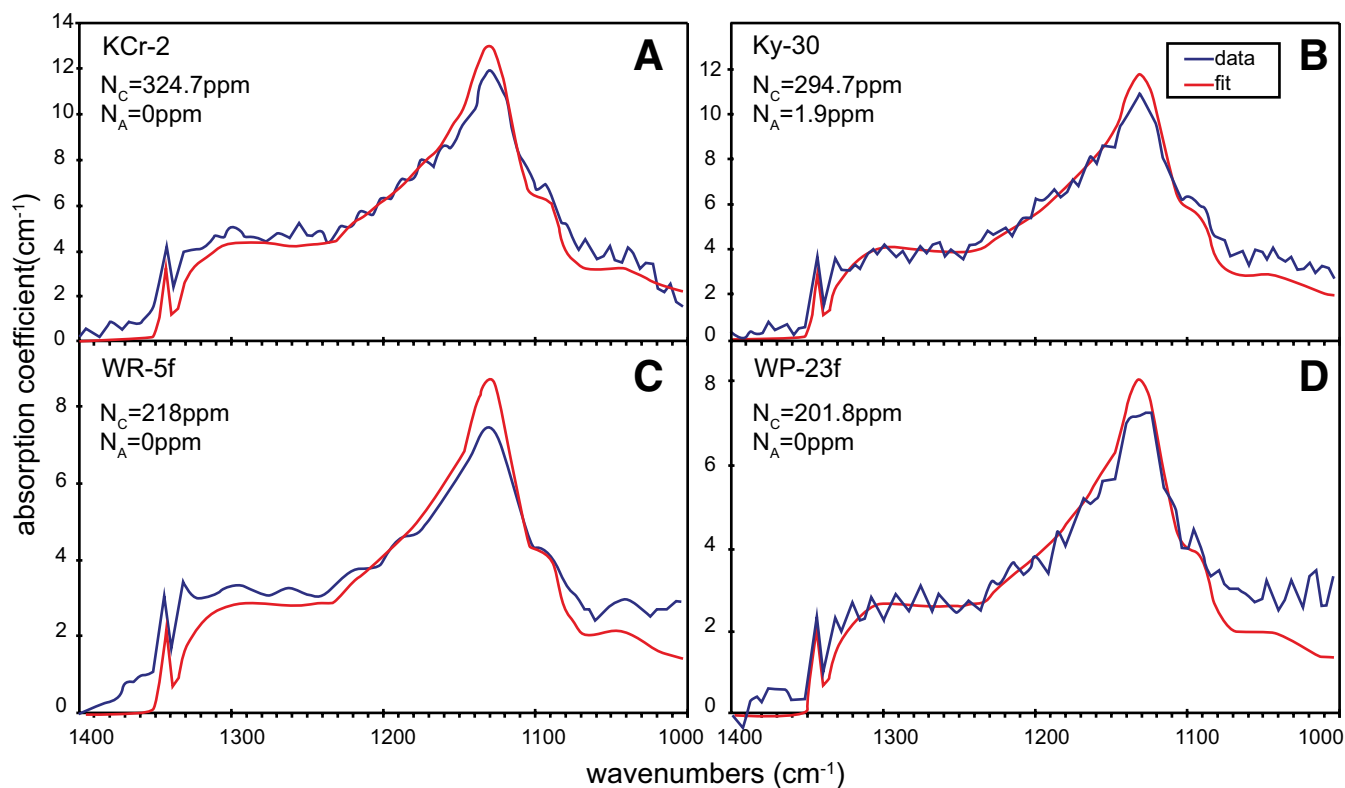 KCr-2
N_C=324.7ppm
N_A=0ppm
A
14
12
10
8
6
4
2
0
Ky-30
N_C=294.7ppm
N_A=1.9ppm
B
data
fit
12
10
8
6
4
2
0
absorption coefficient(cm⁻¹)
WR-5f
N_C=218ppm
N_A=0ppm
C
8
6
4
2
0
1400
1300
1200
1100
1000
WP-23f
N_C=201.8ppm
N_A=0ppm
D
8
6
4
2
0
1400
1300
1200
1100
1000
wavenumbers (cm⁻¹)